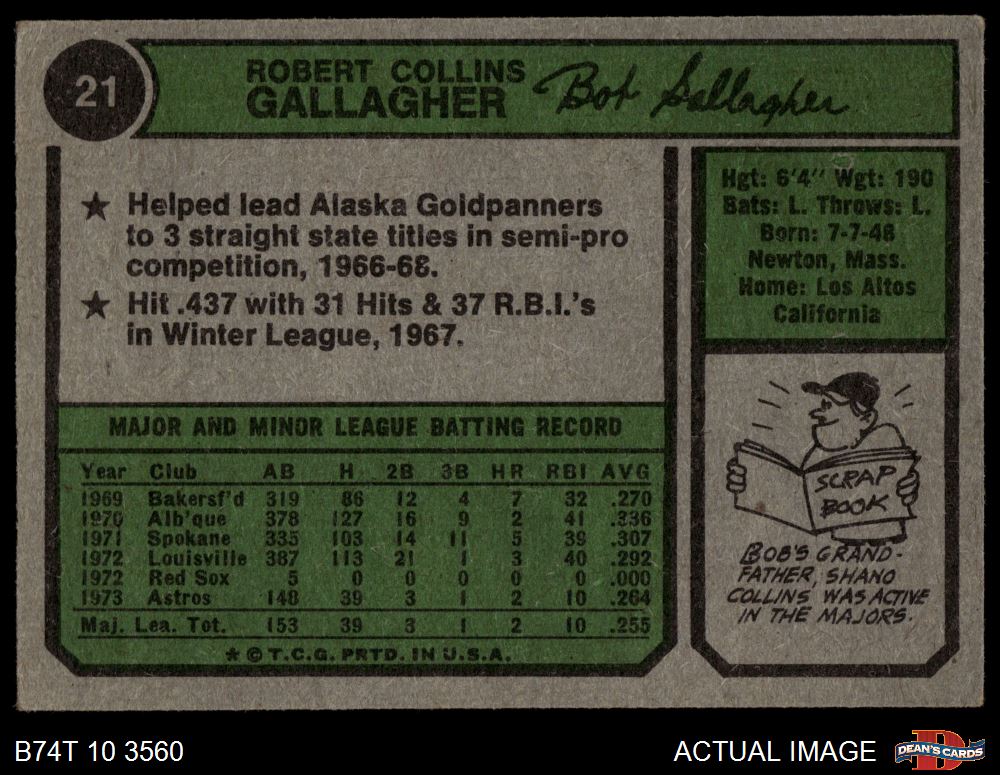 21
ROBERT COLLINS
GALLAGHER
Bob Gallagher
★ Helped lead Alaska Goldpanners
to 3 straight state titles in semi-pro
competition, 1966-68.
★ Hit .437 with 31 Hits & 37 R.B.I.'s
in Winter League, 1967.
Hgt: 6'4" Wgt: 190
Bats: L. Throws: L.
Born: 7-7-48
Newton, Mass.
Home: Los Altos
California
MAJOR AND MINOR LEAGUE BATTING RECORD
Year Club AB H 2B 3B HR RBI AVG
1969 Bakersf'd 319 86 12 4 7 32 .270
1970 Alb'que 378 127 16 9 2 41 .336
1971 Spokane 335 103 14 11 5 39 .307
1972 Louisville 387 113 21 1 3 40 .292
1972 Red Sox 5 0 0 0 0 0 .000
1973 Astros 148 39 3 1 2 10 .264
Maj. Lea. Tot. 153 39 3 1 2 10 .255
★ © T.C.G. PRTD. IN U.S.A.
SCRAP
BOOK
BOB'S GRAND-
FATHER, SHANO
COLLINS WAS ACTIVE
IN THE MAJORS.
B74T 10 3560
ACTUAL IMAGE
D
DEAN'S CARDS